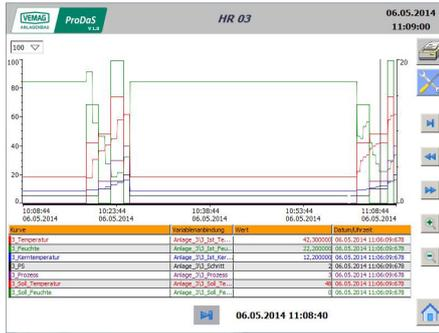 VEMAG
ANLAGENBAU
ProDaS
V 1.0
HR 03
06.05.2014
11:09:00
100
100
80
60
40
20
0
20
10
0
10:08:44
06.05.2014
10:23:44
06.05.2014
10:38:44
06.05.2014
10:53:44
06.05.2014
11:08:44
06.05.2014
Kurve Variablenanbindung Wert Datum/Uhrzeit
3_Temperatur Anlage_3\3_Ist_Te... 42,300000 06.05.2014 11:06:09:678
3_Feuchte Anlage_3\3_Ist_Feu... 22,200000 06.05.2014 11:06:09:678
3_Kerntemperatur Anlage_3\3_Ist_Ker... 12,200000 06.05.2014 11:06:09:678
3_PS Anlage_3\3_Schritt 2 06.05.2014 11:06:09:678
3_Prozess Anlage_3\3_Prozess 3 06.05.2014 11:06:09:678
3_Soll_Temperatur Anlage_3\3_Soll_Te... 48 06.05.2014 11:06:09:678
3_Soll_Feuchte Anlage_3\3_Soll_Fe... 0 06.05.2014 11:06:09:678
06.05.2014 11:08:40